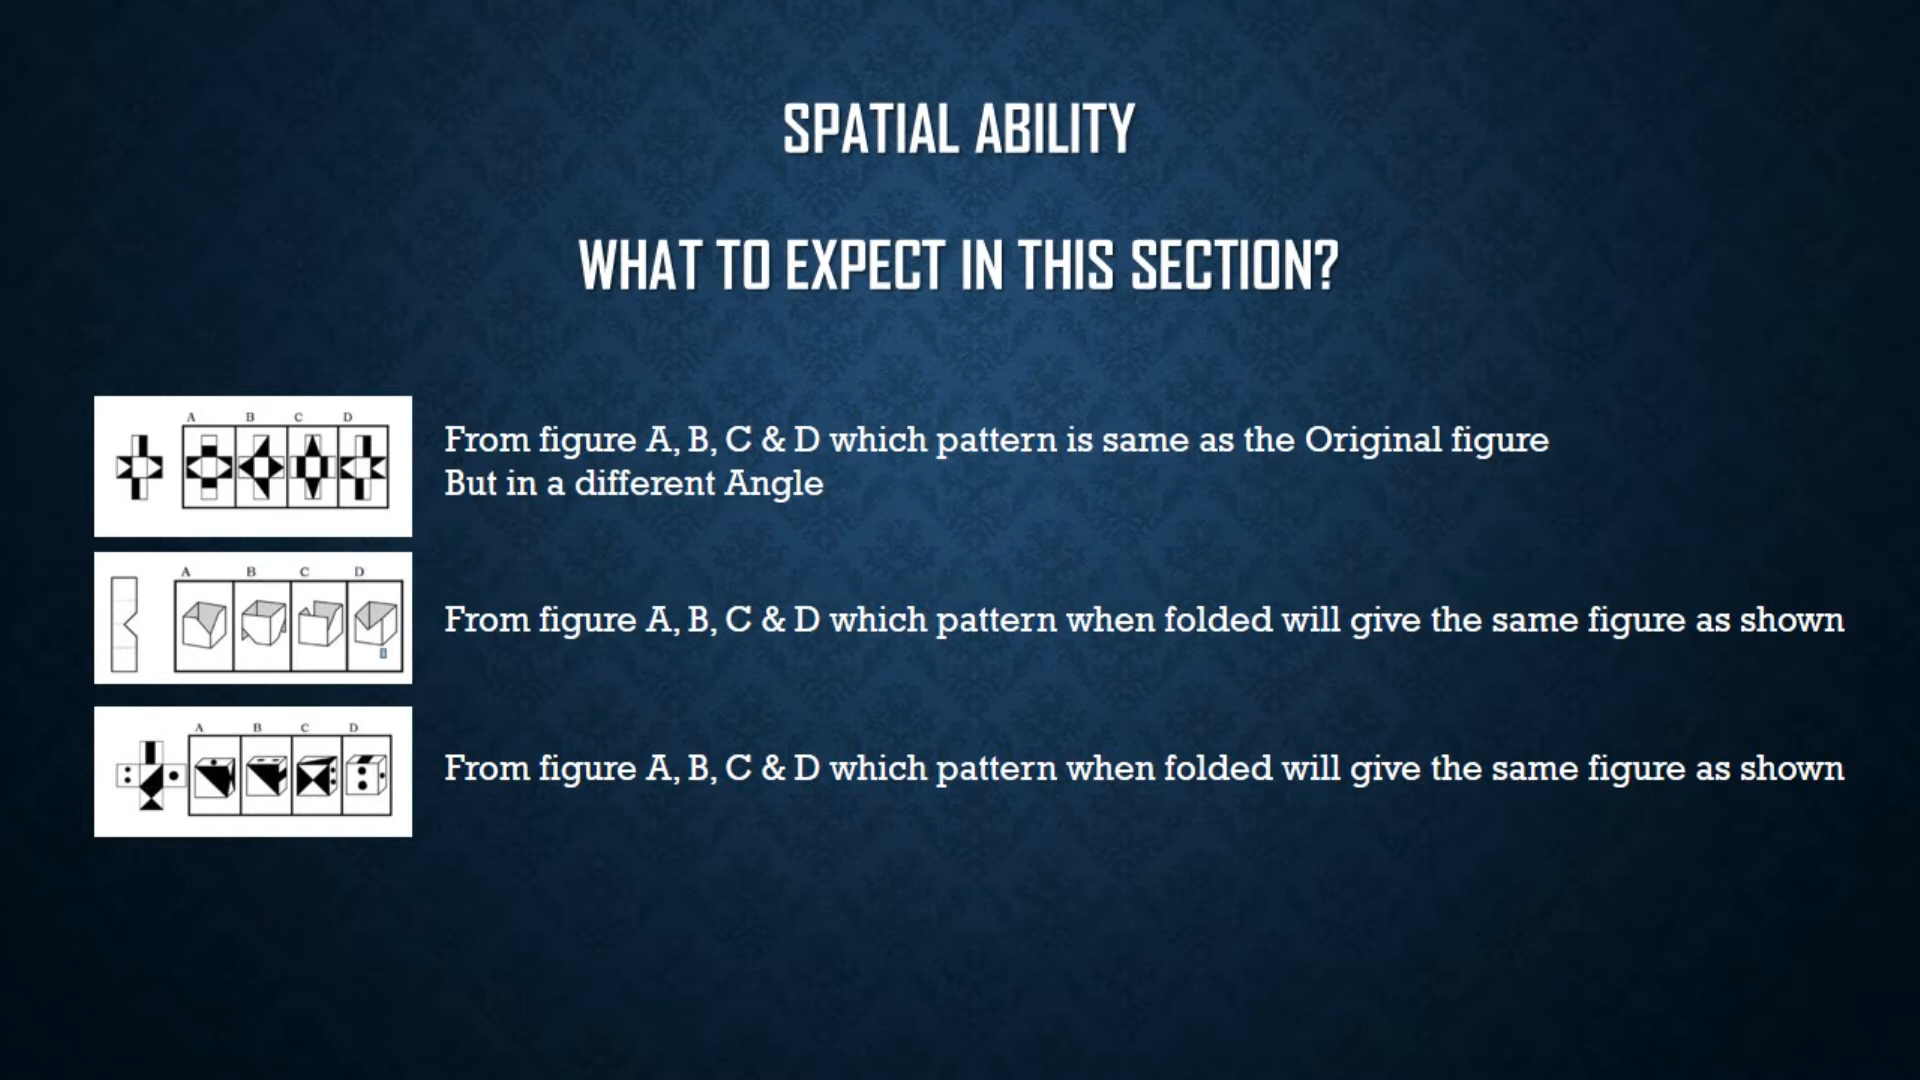 SPATIAL ABILITY
WHAT TO EXPECT IN THIS SECTION?
A B C D
From figure A, B, C & D which pattern is same as the Original figure
But in a different Angle
A B C D
From figure A, B, C & D which pattern when folded will give the same figure as shown
A B C D
From figure A, B, C & D which pattern when folded will give the same figure as shown